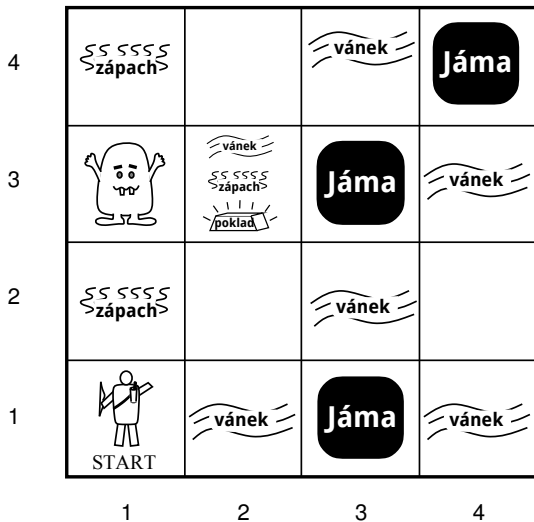 4
zápach
vánek
Jáma
3
vánek
zápach
poklad
Jáma
vánek
2
zápach
vánek
1
START
vánek
Jáma
vánek
1 2 3 4